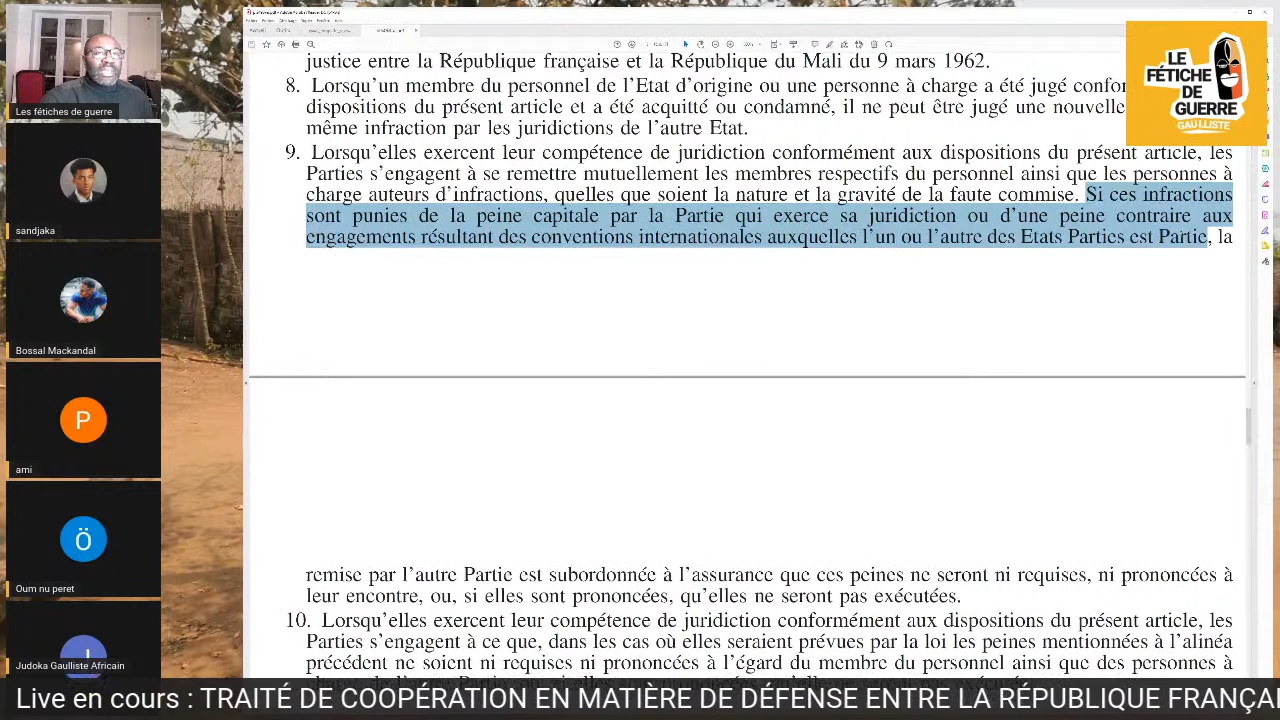 Les fétiches de guerre
sandjaka
Bossal Mackandal
P
ami
Ö
Oum nu peret
J
Judoka Gaulliste Africain
LE
FÉTICHE
DE
GUERRE
GAULLISTE
justice entre la République française et la République du Mali du 9 mars 1962.
8. Lorsqu’un membre du personnel de l’Etat d’origine ou une personne à charge a été jugé
dispositions du présent article et a été acquitté ou condamné, il ne peut être jugé une nouvelle
même infraction par les juridictions de l’autre Etat.
9. Lorsqu’elles exercent leur compétence de juridiction conformément aux dispositions du présent article, les
Parties s’engagent à se remettre mutuellement les membres respectifs du personnel ainsi que les personnes à
charge auteurs d’infractions, quelles que soient la nature et la gravité de la faute commise. Si ces infractions
sont punies de la peine capitale par la Partie qui exerce sa juridiction ou d’une peine contraire aux
engagements résultant des conventions internationales auxquelles l’un ou l’autre des Etats Parties est Partie, la
remise par l’autre Partie est subordonnée à l’assurance que ces peines ne seront ni requises, ni prononcées à
leur encontre, ou, si elles sont prononcées, qu’elles ne seront pas exécutées.
10. Lorsqu’elles exercent leur compétence de juridiction conformément aux dispositions du présent article, les
Parties s’engagent à ce que, dans les cas où elles seraient prévues par la loi les peines mentionnées à l’alinéa
précédent ne soient ni requises ni prononcées à l’égard du membre du personnel ainsi que des personnes à
Live en cours : TRAITÉ DE COOPÉRATION EN MATIÈRE DE DÉFENSE ENTRE LA RÉPUBLIQUE FRANÇA